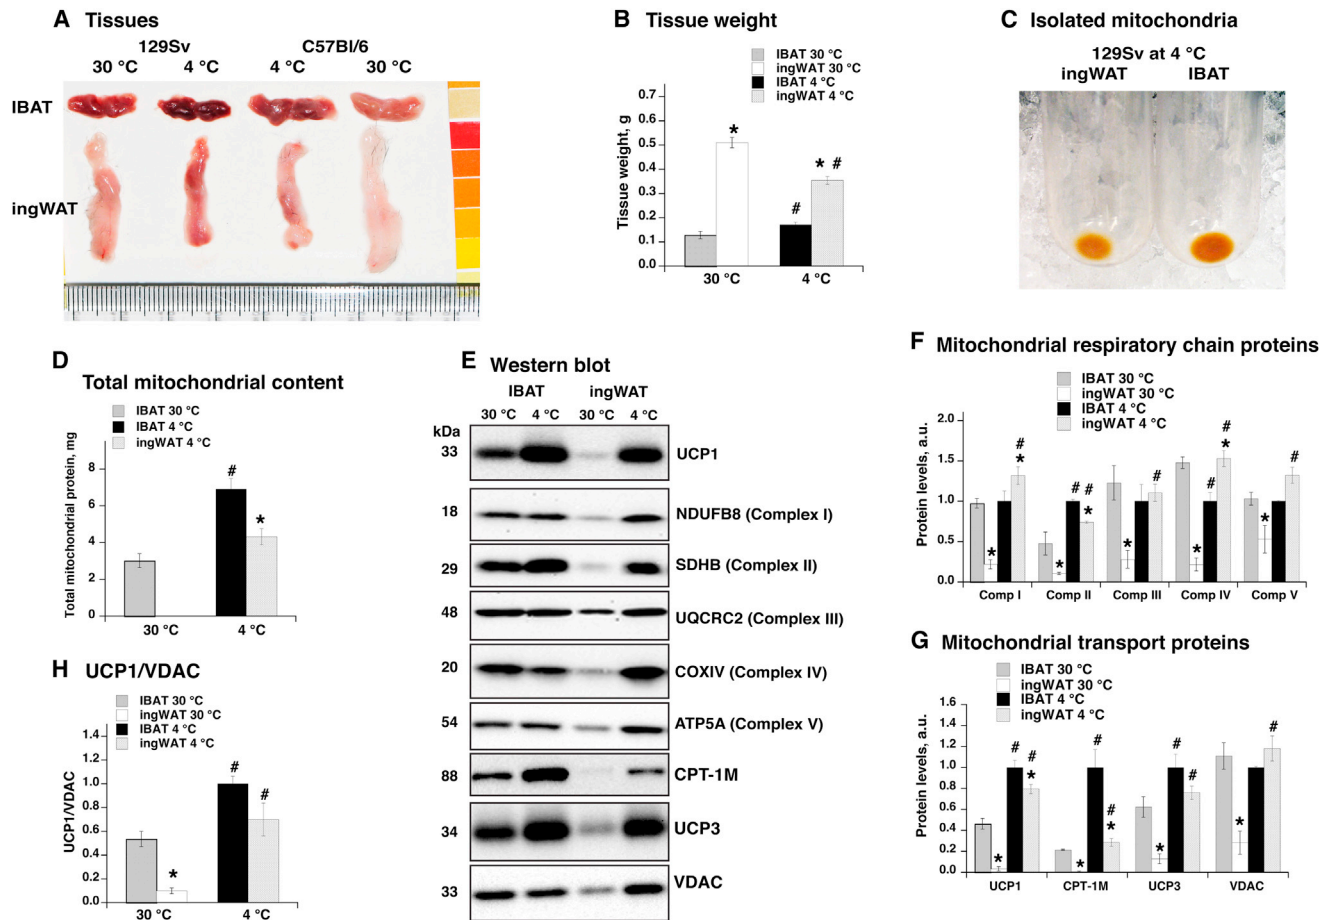 A Tissues
129Sv C57Bl/6
30 °C 4 °C 4 °C 30 °C
IBAT
ingWAT
B Tissue weight
IBAT 30 °C
ingWAT 30 °C
IBAT 4 °C
ingWAT 4 °C
Tissue weight, g
0.7
0.6
0.5
0.4
0.3
0.2
0.1
0.0
*
* #
#
30 °C 4 °C
C Isolated mitochondria
129Sv at 4 °C
ingWAT IBAT
D Total mitochondrial content
IBAT 30 °C
IBAT 4 °C
ingWAT 4 °C
Total mitochondrial protein, mg
8
6
4
2
0
#
*
30 °C 4 °C
E Western blot
IBAT ingWAT
30 °C 4 °C 30 °C 4 °C
kDa
33 UCP1
18 NDUFB8 (Complex I)
29 SDHB (Complex II)
48 UQCRC2 (Complex III)
20 COXIV (Complex IV)
54 ATP5A (Complex V)
88 CPT-1M
34 UCP3
33 VDAC
F Mitochondrial respiratory chain proteins
IBAT 30 °C
ingWAT 30 °C
IBAT 4 °C
ingWAT 4 °C
Protein levels, a.u.
2.0
1.5
1.0
0.5
0.0
* # * * # # * * # * # # * * #
Comp I Comp II Comp III Comp IV Comp V
G Mitochondrial transport proteins
IBAT 30 °C
ingWAT 30 °C
IBAT 4 °C
ingWAT 4 °C
Protein levels, a.u.
1.6
1.4
1.2
1.0
0.8
0.6
0.4
0.2
0.0
* # # * * # # * * # # * #
UCP1 CPT-1M UCP3 VDAC
H UCP1/VDAC
IBAT 30 °C
ingWAT 30 °C
IBAT 4 °C
ingWAT 4 °C
UCP1/VDAC
1.4
1.2
1.0
0.8
0.6
0.4
0.2
0.0
*
#
#
30 °C 4 °C